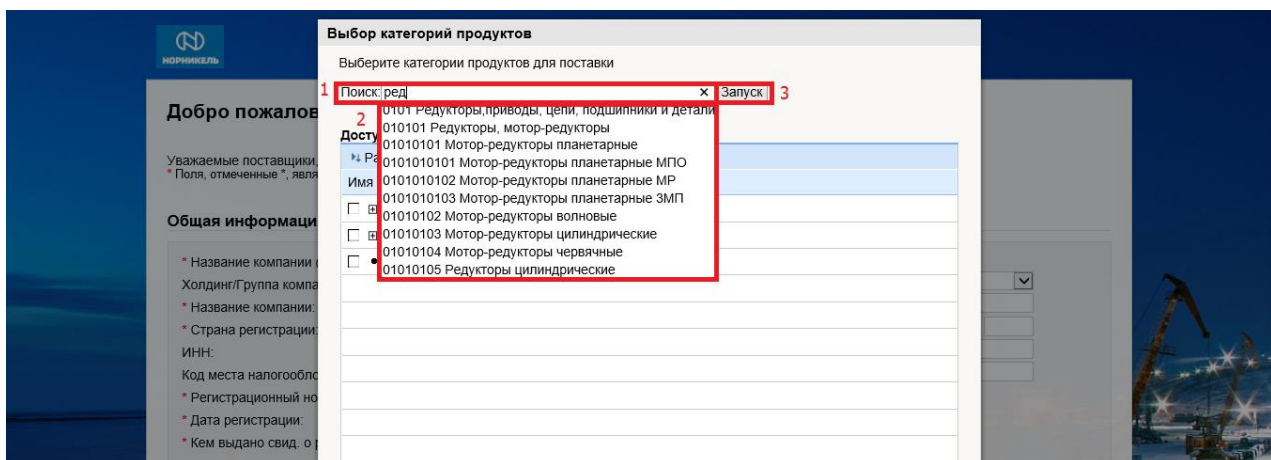 НОРНИКЕЛЬ
Выбор категорий продуктов
Выберите категории продуктов для поставки
1 Поиск: ред × Запуск 3
2
0101 Редукторы,приводы, цепи, подшипники и детали
010101 Редукторы, мотор-редукторы
01010101 Мотор-редукторы планетарные
0101010101 Мотор-редукторы планетарные МПО
0101010102 Мотор-редукторы планетарные МР
0101010103 Мотор-редукторы планетарные 3МП
01010102 Мотор-редукторы волновые
01010103 Мотор-редукторы цилиндрические
01010104 Мотор-редукторы червячные
01010105 Редукторы цилиндрические
Досту
Ра
Имя
Добро пожалов
Уважаемые поставщики,
* Поля, отмеченные *, явля
Общая информаци
* Название компании (
Холдинг/Группа компа
* Название компании:
* Страна регистрации:
ИНН:
Код места налогообло
* Регистрационный но
* Дата регистрации:
* Кем выдано свид. о р